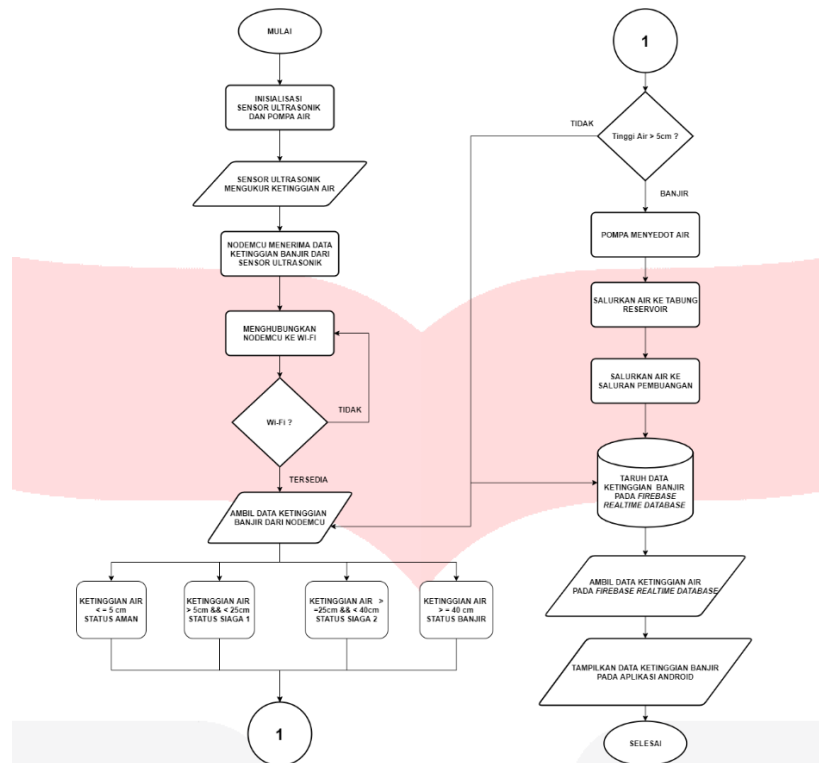 MULAI
INISIALISASI
SENSOR ULTRASONIK
DAN POMPA AIR
SENSOR ULTRASONIK
MENGUKUR KETINGGIAN AIR
NODEMCU MENERIMA DATA
KETINGGIAN BANJIR DARI
SENSOR ULTRASONIK
MENGHUBUNGKAN
NODEMCU KE WI-FI
Wi-Fi ?
TIDAK
TERSEDIA
AMBIL DATA KETINGGIAN
BANJIR DARI NODEMCU
KETINGGIAN AIR
< = 5 cm
STATUS AMAN
KETINGGIAN AIR
> 5cm && < 25cm
STATUS SIAGA 1
KETINGGIAN AIR >
=25cm && < 40cm
STATUS SIAGA 2
KETINGGIAN AIR
> = 40 cm
STATUS BANJIR
1
1
Tinggi Air > 5cm ?
TIDAK
BANJIR
POMPA MENYEDOT AIR
SALURKAN AIR KE TABUNG
RESERVOIR
SALURKAN AIR KE
SALURAN PEMBUANGAN
TARUH DATA
KETINGGIAN BANJIR
PADA FIREBASE
REALTIME DATABASE
AMBIL DATA KETINGGIAN AIR
PADA FIREBASE REALTIME DATABASE
TAMPILKAN DATA KETINGGIAN BANJIR
PADA APLIKASI ANDROID
SELESAI